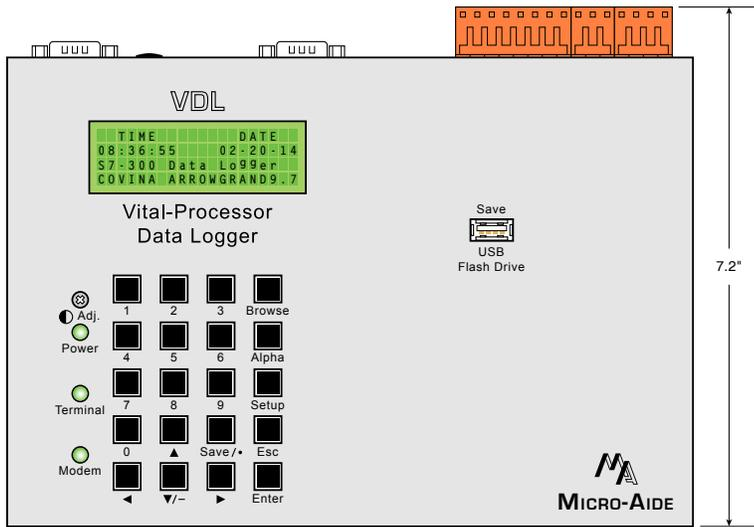 VDL
TIME DATE
08:36:55 02-20-14
S7-300 Data Logger
COVINA ARROWGRAND9.7
Vital-Processor
Data Logger
Save
USB
Flash Drive
7.2"
Adj.
Power
Terminal
Modem
1 2 3 Browse
4 5 6 Alpha
7 8 9 Setup
0 ▲ Save/• Esc
◄ ▼/– ► Enter
MA
MICRO-AIDE